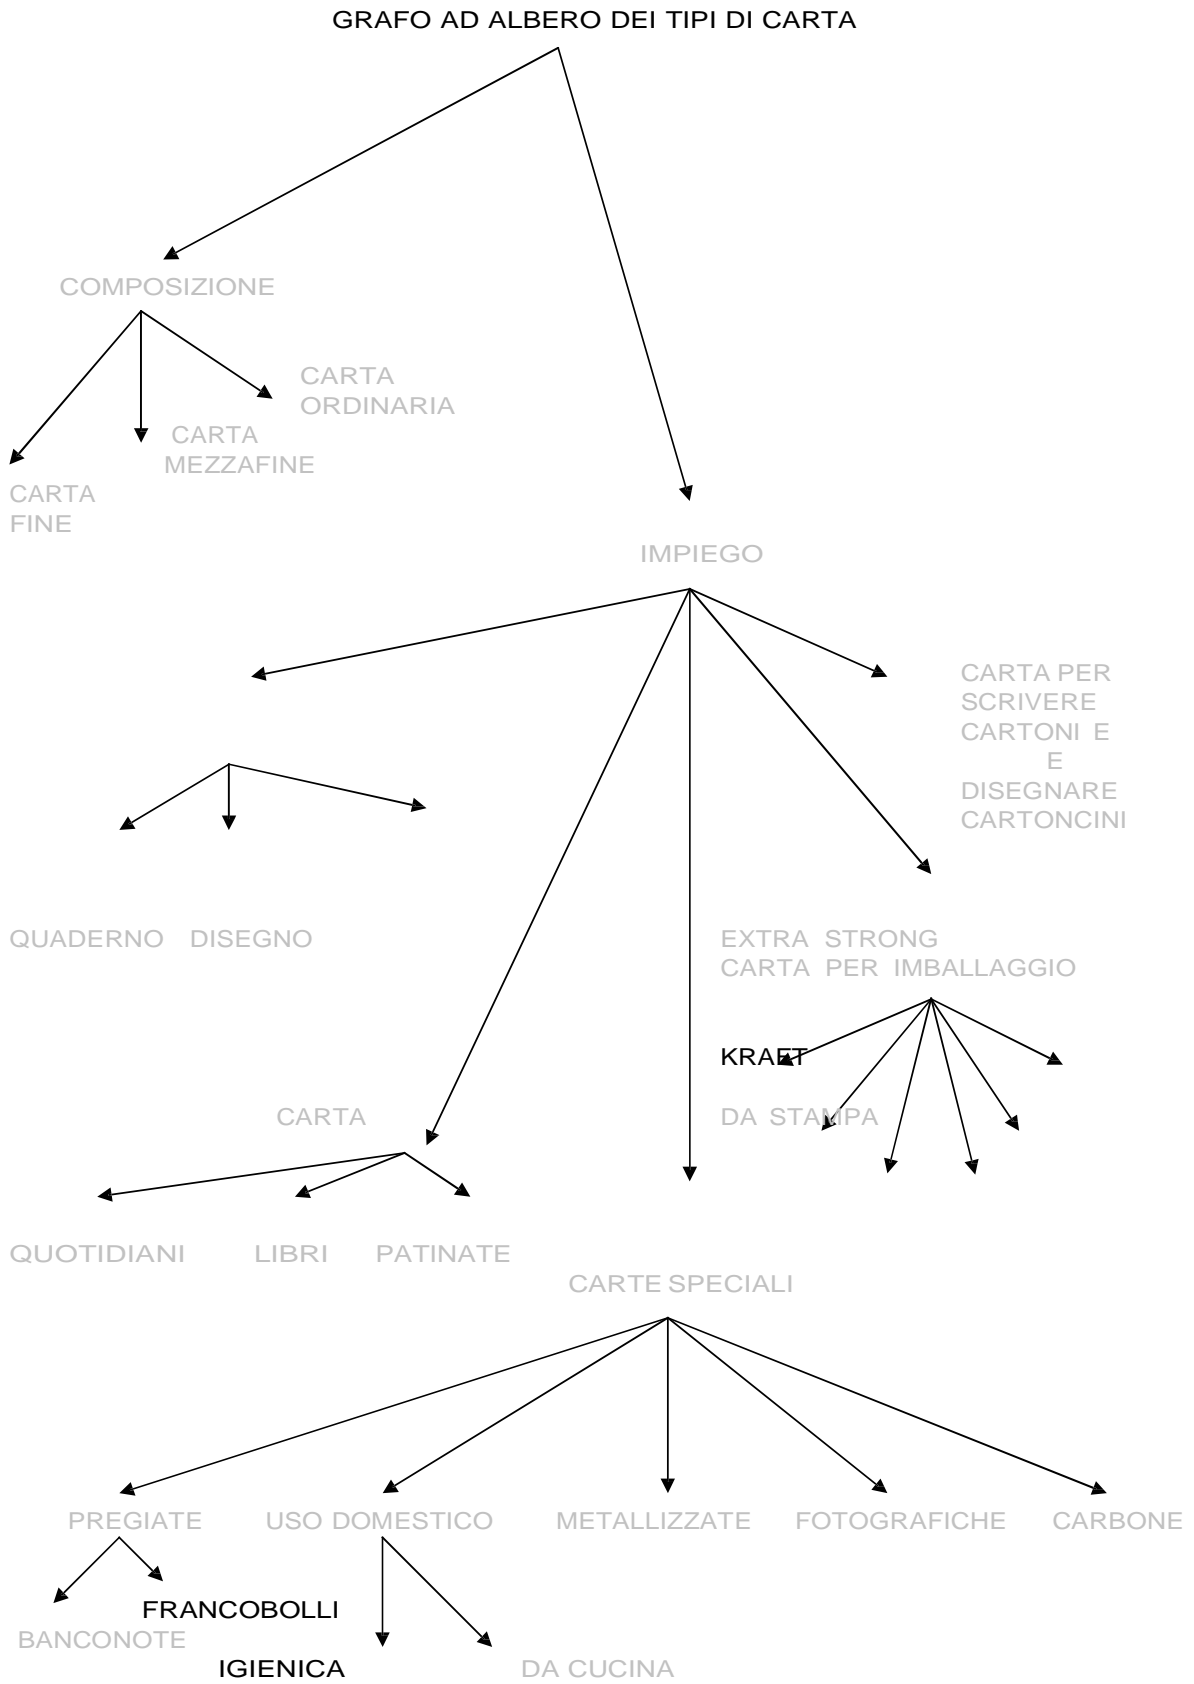 GRAFO AD ALBERO DEI TIPI DI CARTA
COMPOSIZIONE
CARTA
ORDINARIA
CARTA
MEZZAFINE
CARTA
FINE
IMPIEGO
CARTA PER
SCRIVERE
CARTONI E
E
DISEGNARE
CARTONCINI
QUADERNO DISEGNO
EXTRA STRONG
CARTA PER IMBALLAGGIO
KRAET
CARTA
DA STAMPA
QUOTIDIANI LIBRI PATINATE
CARTE SPECIALI
PREGIATE USO DOMESTICO METALLIZZATE FOTOGRAFICHE CARBONE
FRANCOBOLLI
BANCONOTE
IGIENICA DA CUCINA